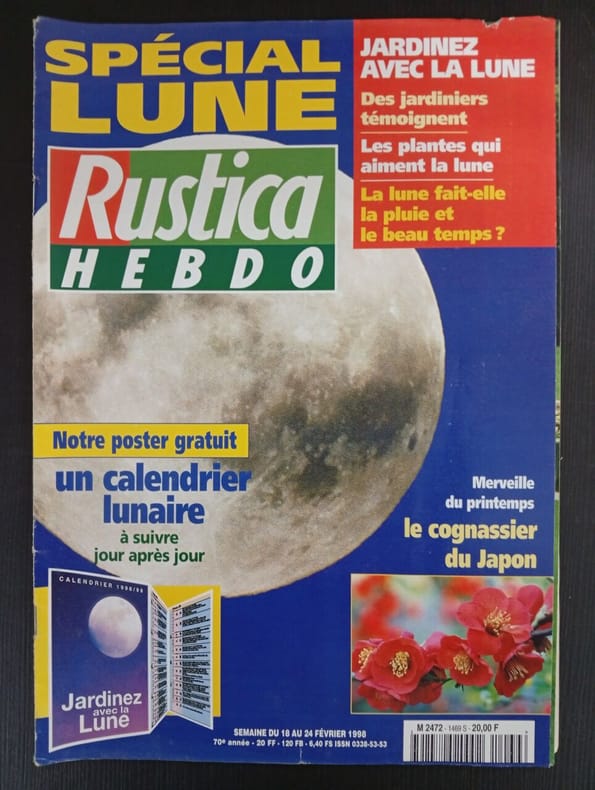 SPÉCIAL
LUNE
JARDINEZ
AVEC LA LUNE
Des jardiniers
témoignent
Les plantes qui
aiment la lune
La lune fait-elle
la pluie et
le beau temps ?
Rustica
HEBDO
Notre poster gratuit
un calendrier
lunaire
à suivre
jour après jour
Merveille
du printemps
le cognassier
du Japon
CALENDRIER 1998/99
Jardinez
avec la
Lune
SEMAINE DU 18 AU 24 FÉVRIER 1998
70e année - 20 FF - 120 FB - 6,40 FS ISSN 0338-53-53
M 2472 - 1469 S - 20,00 F